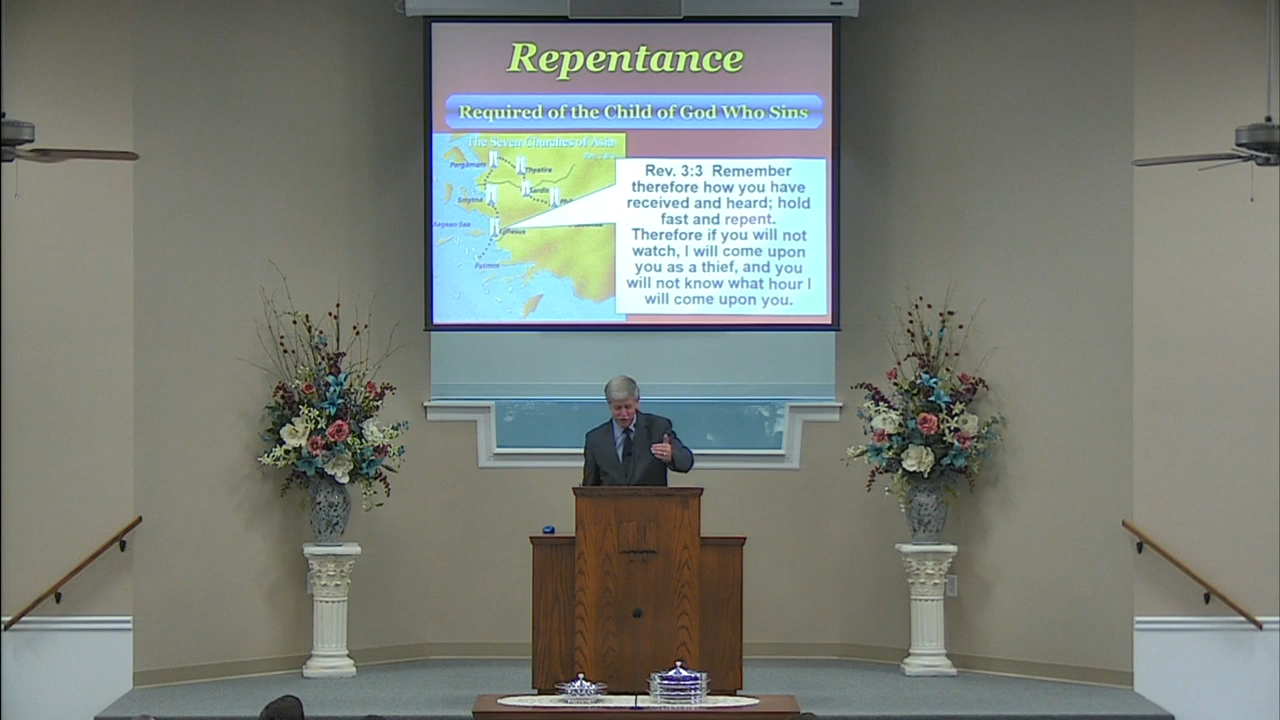 Repentance
Required of the Child of God Who Sins
The Seven Churches of Asia
Pergamum
Thyatira
Sardis
Smyrna
Aegean Sea
Ephesus
Patmos
Rev. 3:3 Remember
therefore how you have
received and heard; hold
fast and repent.
Therefore if you will not
watch, I will come upon
you as a thief, and you
will not know what hour I
will come upon you.